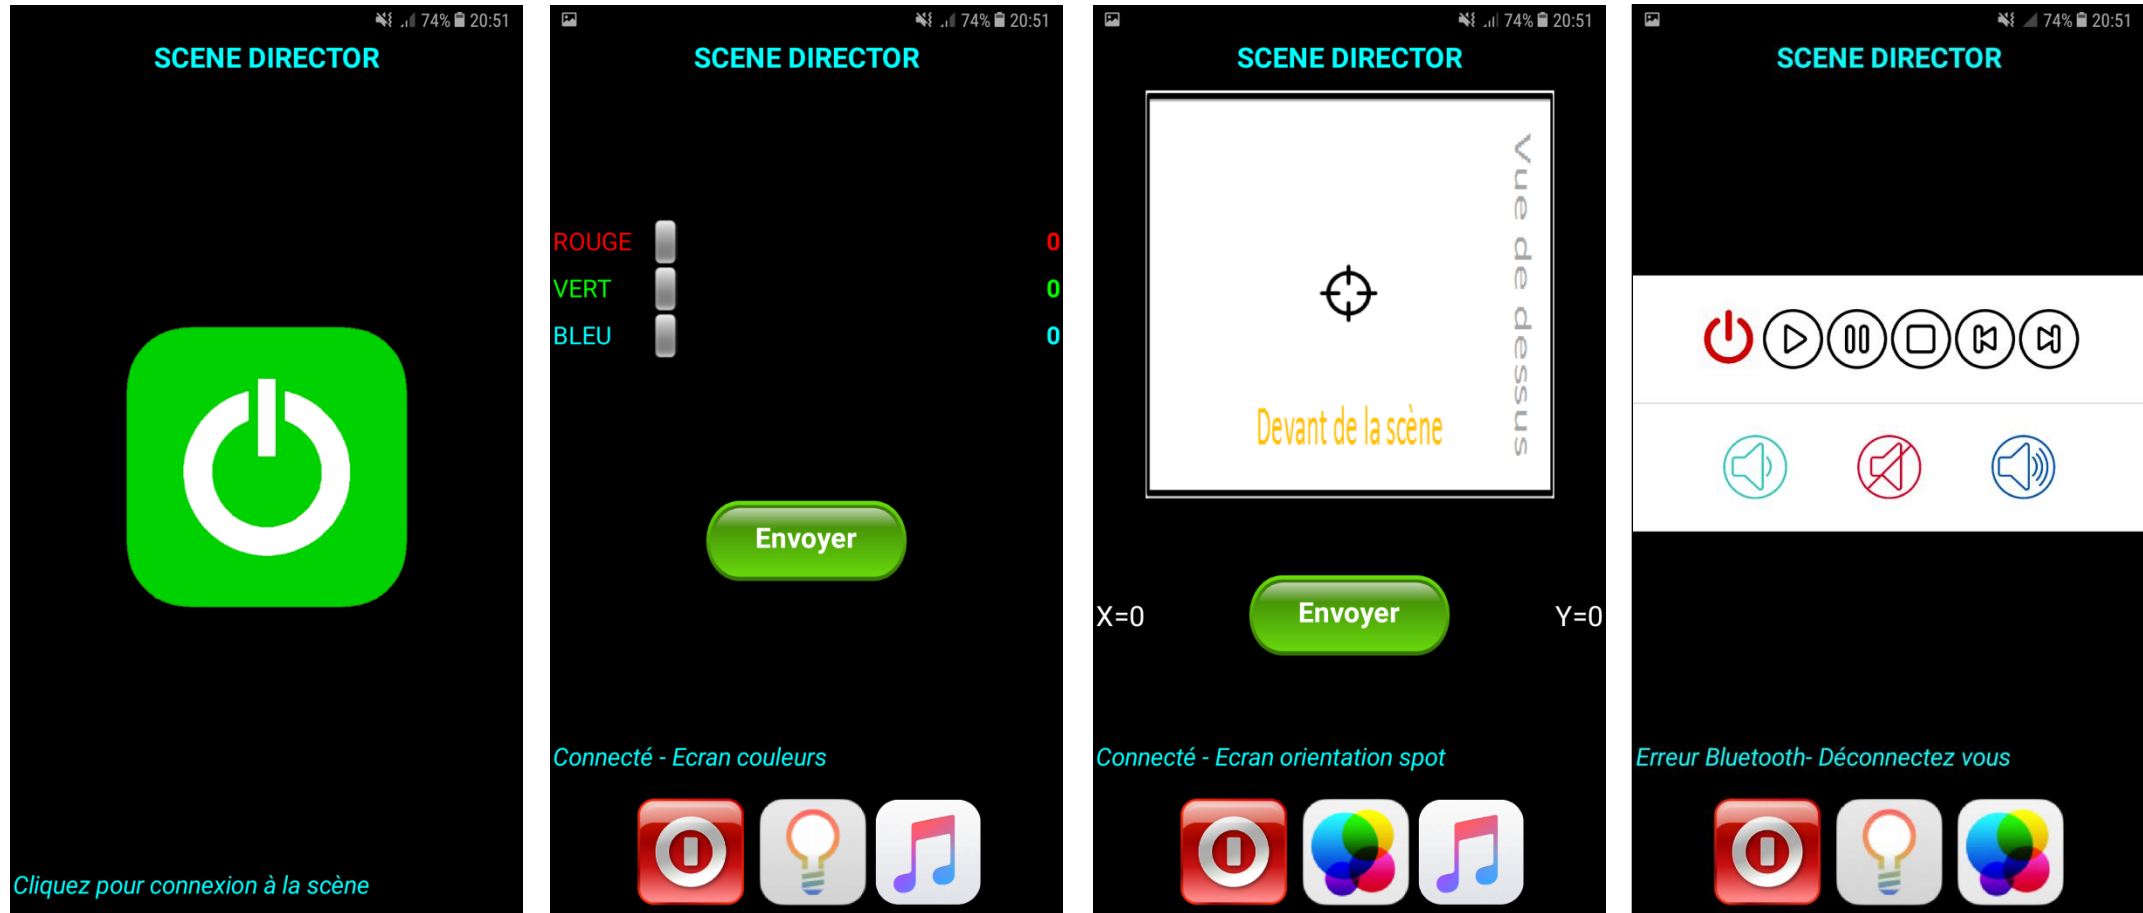 74% 20:51
SCENE DIRECTOR
Cliquez pour connexion à la scène
74% 20:51
SCENE DIRECTOR
ROUGE 0
VERT 0
BLEU 0
Envoyer
Connecté - Ecran couleurs
74% 20:51
SCENE DIRECTOR
Vue de dessus
Devant de la scène
X=0 Envoyer Y=0
Connecté - Ecran orientation spot
74% 20:51
SCENE DIRECTOR
Erreur Bluetooth- Déconnectez vous